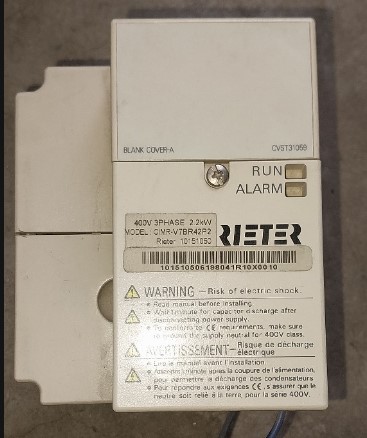 BLANK COVER-A CVST31059
RUN
ALARM
400V 3PHASE 2.2kW
MODEL CIMR-V7BR42P2
Rieter 10151060
RIETER
WARNING - Risk of electric shock.
• Read manual before installing.
• Wait 1 minute for capacitor discharge after
disconnecting power supply.
• To conform to CE requirements, make sure
to ground the supply neutral for 400V class.
AVERTISSEMENT - Risque de décharge
électrique
• Lire le manuel avant l'installation.
• Attendre 1 minute après la coupure de l'alimentation,
pour permettre la décharge des condensateurs.
• Pour répondre aux exigences CE, s'assurer que le
neutre soit relié à la terre, pour la série 400V.